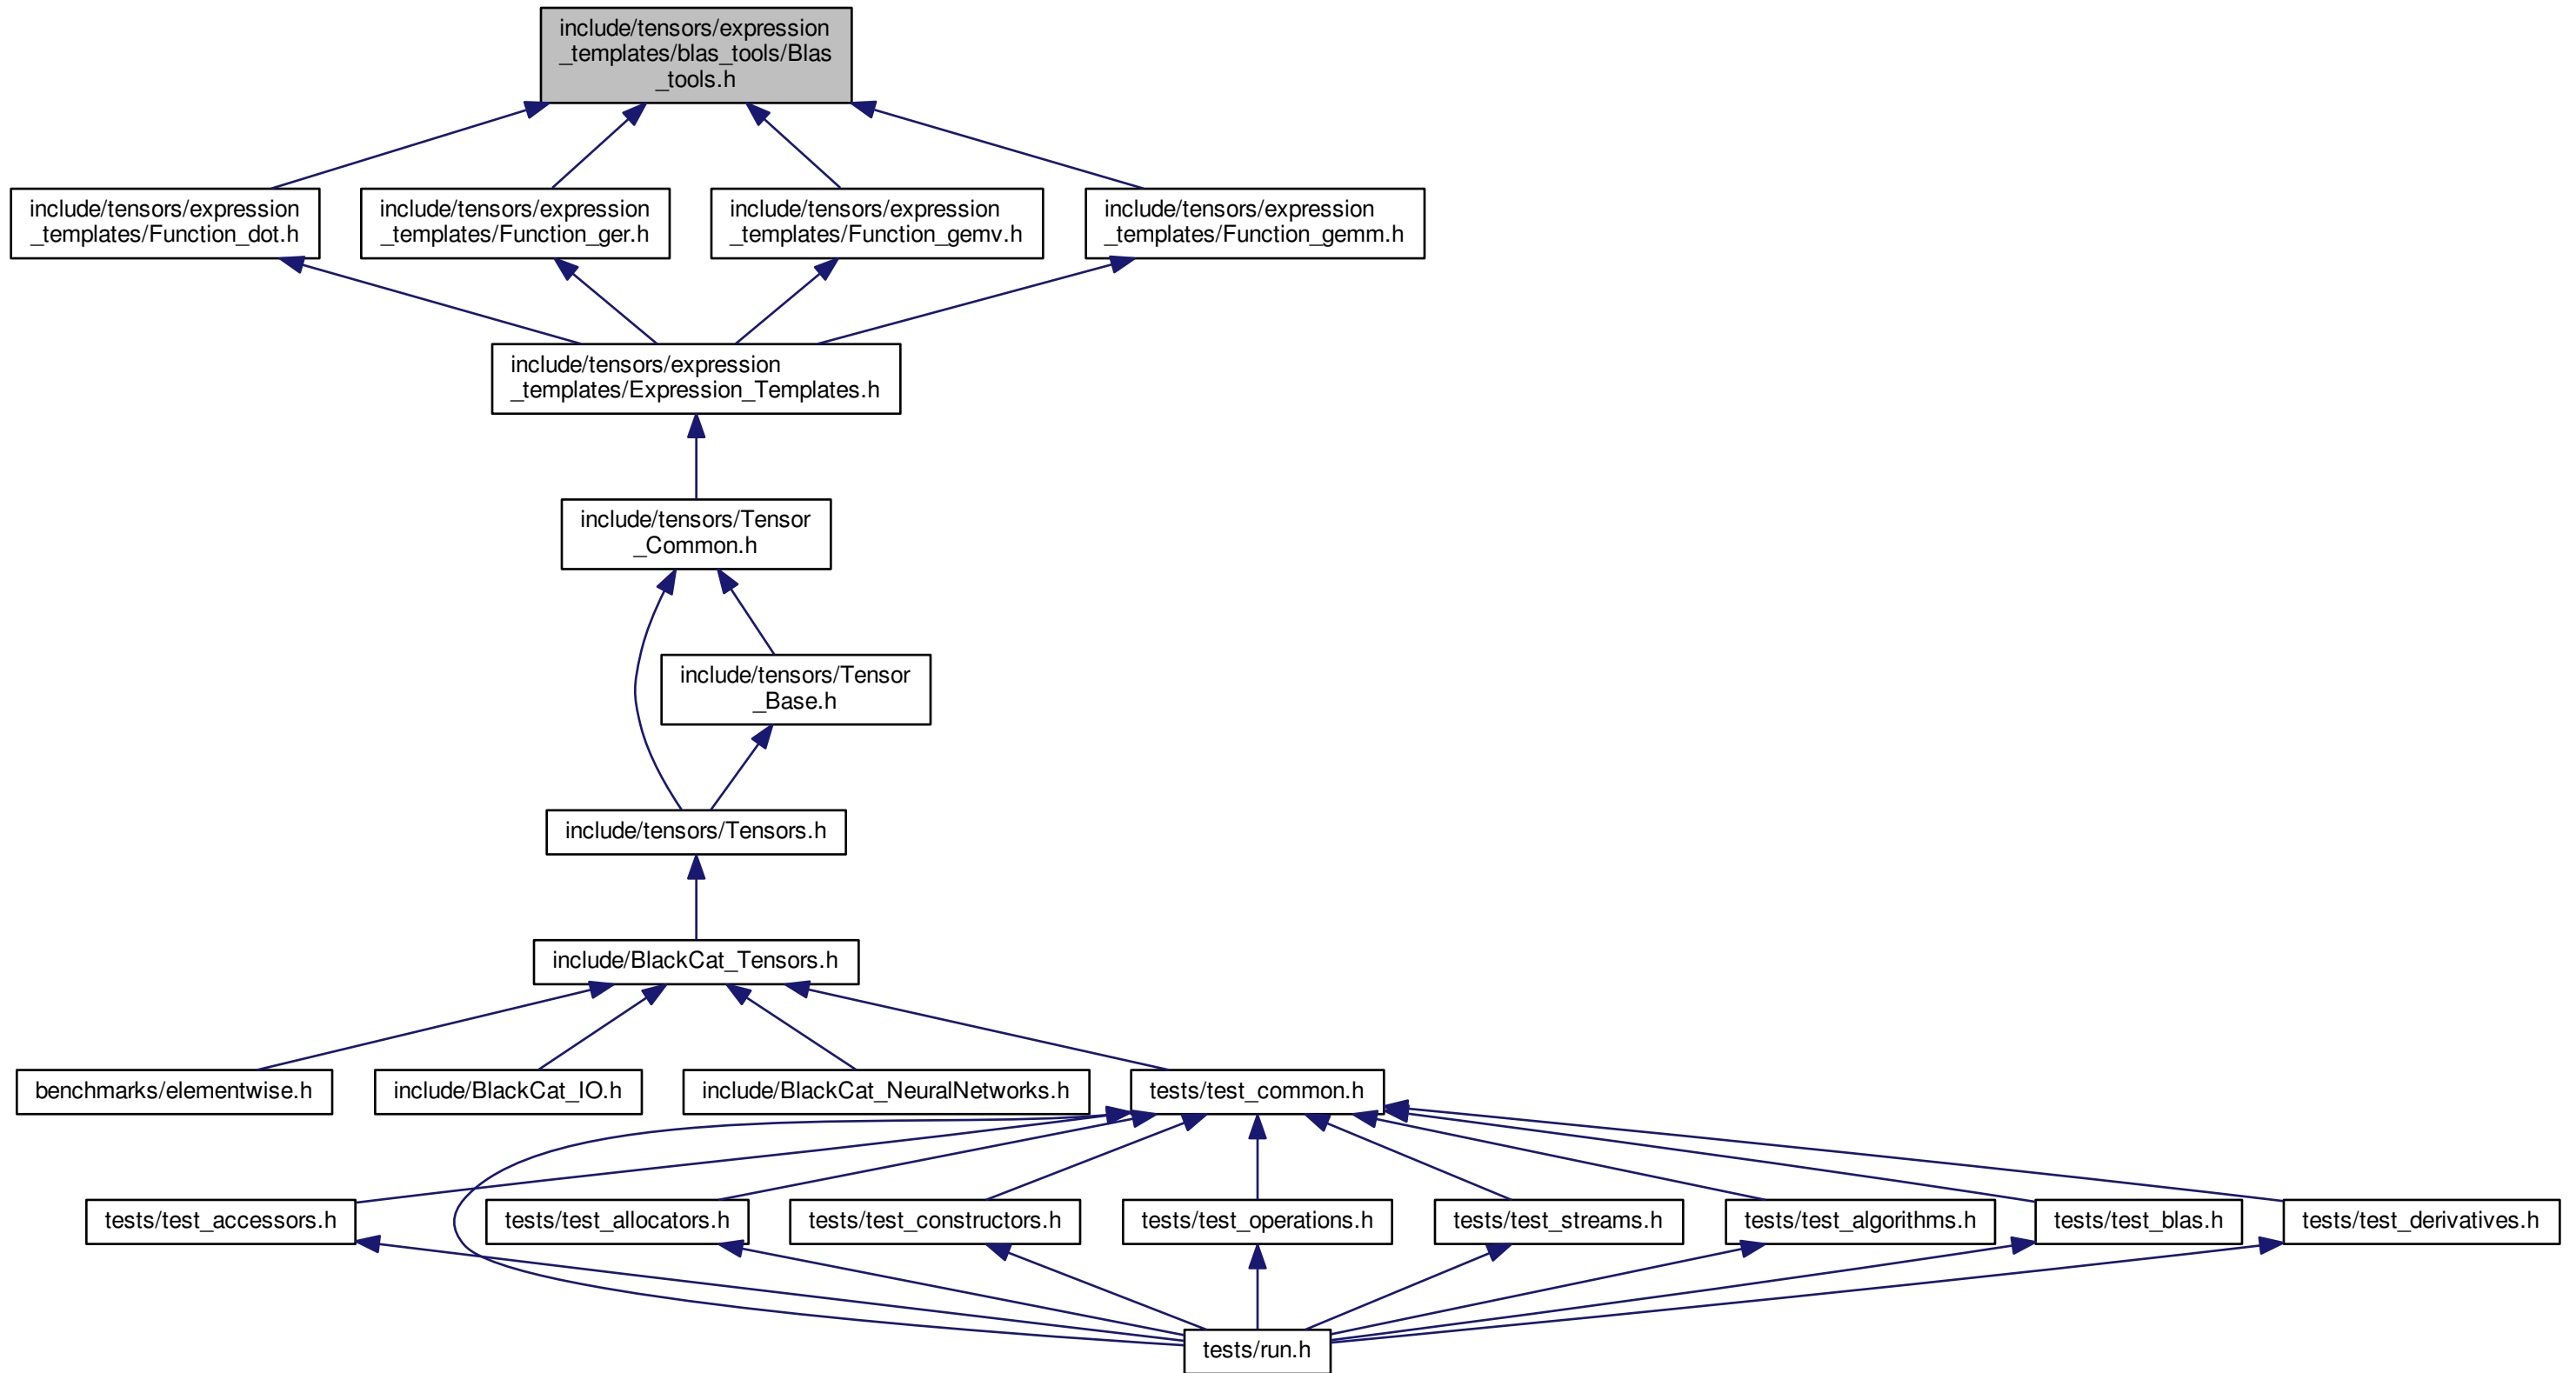 include/tensors/expression
_templates/blas_tools/Blas
_tools.h
include/tensors/expression
_templates/Function_dot.h
include/tensors/expression
_templates/Function_ger.h
include/tensors/expression
_templates/Function_gemv.h
include/tensors/expression
_templates/Function_gemm.h
include/tensors/expression
_templates/Expression_Templates.h
include/tensors/Tensor
_Common.h
include/tensors/Tensor
_Base.h
include/tensors/Tensors.h
include/BlackCat_Tensors.h
benchmarks/elementwise.h
include/BlackCat_IO.h
include/BlackCat_NeuralNetworks.h
tests/test_common.h
tests/test_accessors.h
tests/test_allocators.h
tests/test_constructors.h
tests/test_operations.h
tests/test_streams.h
tests/test_algorithms.h
tests/test_blas.h
tests/test_derivatives.h
tests/run.h